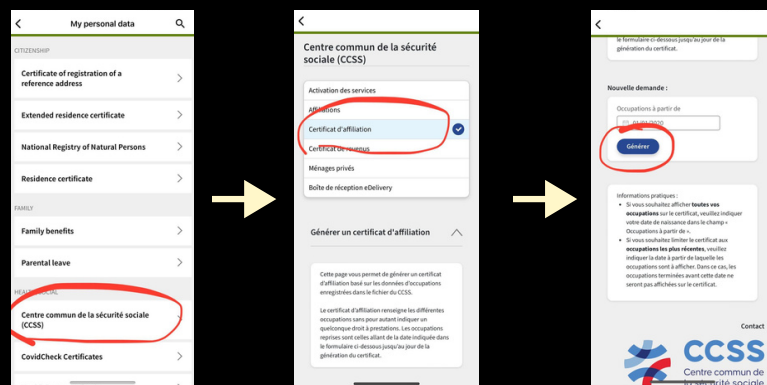 My personal data
CITIZENSHIP
Certificate of registration of a
reference address
Extended residence certificate
National Registry of Natural Persons
Residence certificate
FAMILY
Family benefits
Parental leave
Centre commun de la sécurité sociale
(CCSS)
CovidCheck Certificates
Centre commun de la sécurité
sociale (CCSS)
Activation des services
Affiliations
Certificat d'affiliation
Certificat de revenus
Ménages privés
Boîte de réception eDelivery
Générer un certificat d'affiliation
Cette page vous permet de générer un certificat
d'affiliation basé sur les données d'occupations
enregistrées dans le fichier du CCSS.
Le certificat d'affiliation renseigne les différentes
occupations sans pour autant indiquer un
quelconque droit à prestations. Les occupations
reprises sont celles allant de la date indiquée dans
le formulaire ci-dessous jusqu'au jour de la
génération du certificat.
le formulaire ci-dessous jusqu'au jour de la
génération du certificat.
Nouvelle demande :
Occupations à partir de
Générer
Informations pratiques :
• Si vous souhaitez afficher toutes vos
occupations sur le certificat, veuillez indiquer
votre date de naissance dans le champ «
Occupations à partir de ».
• Si vous souhaitez limiter le certificat aux
occupations les plus récentes, veuillez
indiquer la date à partir de laquelle les
occupations sont à afficher. Dans ce cas, les
occupations terminées avant cette date ne
seront pas affichées sur le certificat.
Contact
CCSS
Centre commun de
la sécurité sociale